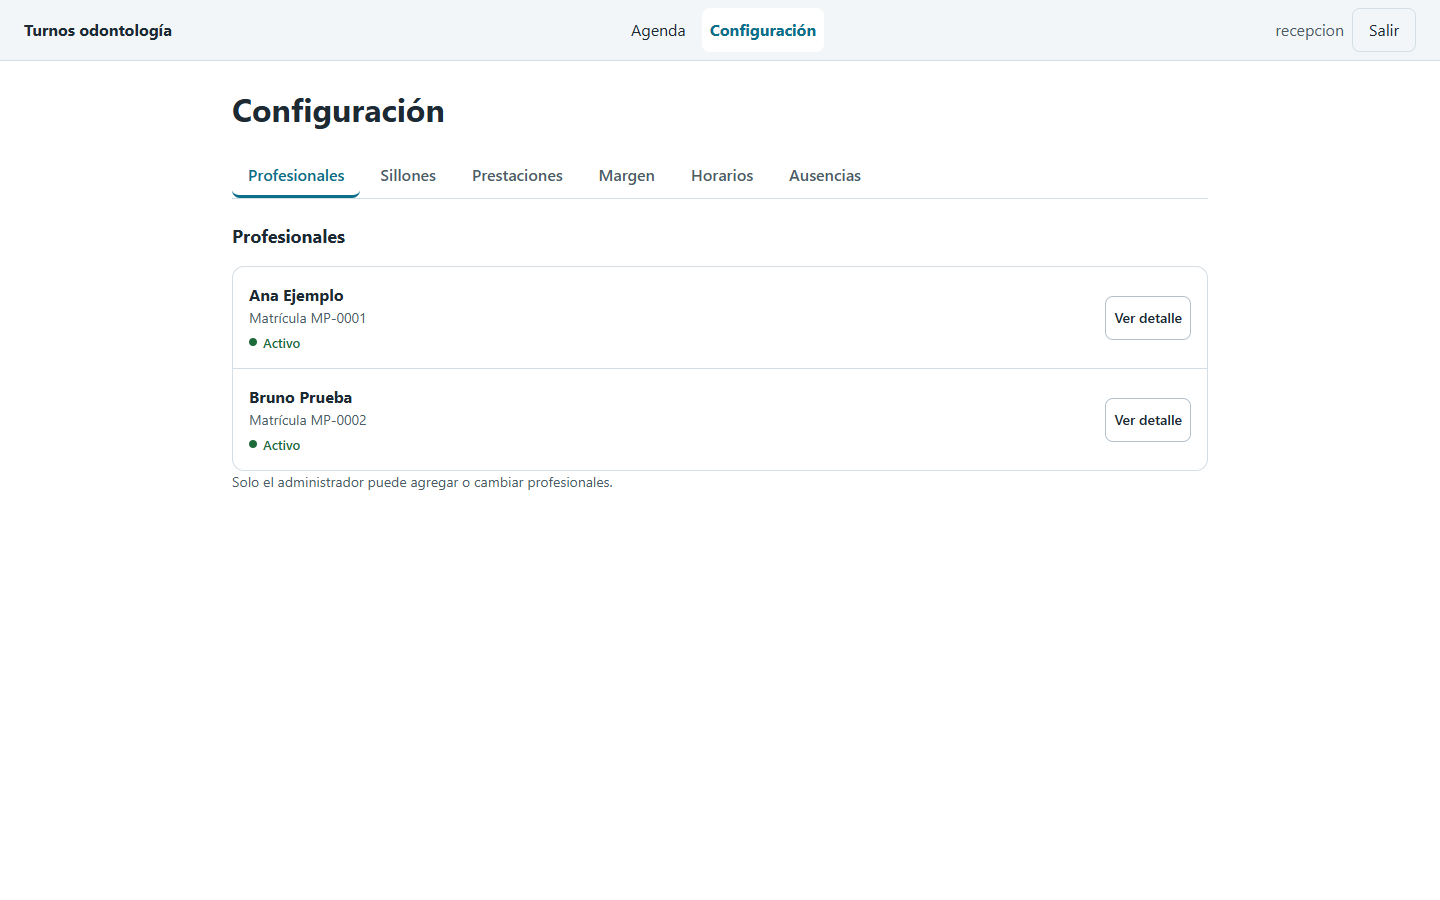 Turnos odontología
Agenda
Configuración
recepcion
Salir
Configuración
Profesionales
Sillones
Prestaciones
Margen
Horarios
Ausencias
Profesionales
Ana Ejemplo
Matrícula MP-0001
Activo
Ver detalle
Bruno Prueba
Matrícula MP-0002
Activo
Ver detalle
Solo el administrador puede agregar o cambiar profesionales.